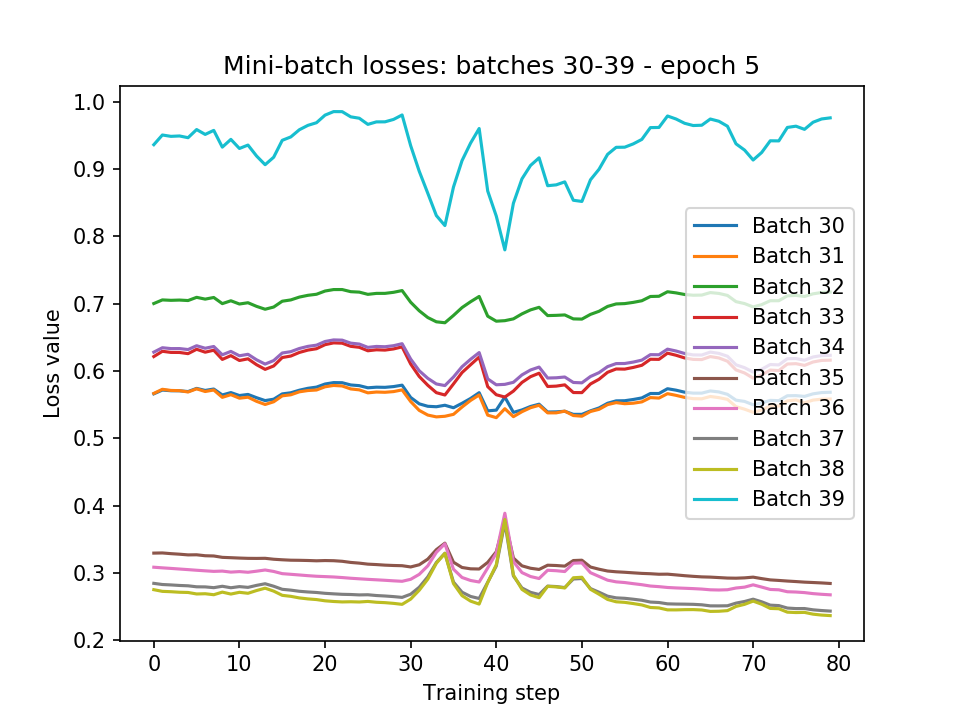 Mini-batch losses: batches 30-39 - epoch 5
1.0
0.9
0.8
0.7
0.6
0.5
0.4
0.3
0.2
Loss value
Batch 30
Batch 31
Batch 32
Batch 33
Batch 34
Batch 35
Batch 36
Batch 37
Batch 38
Batch 39
0 10 20 30 40 50 60 70 80
Training step